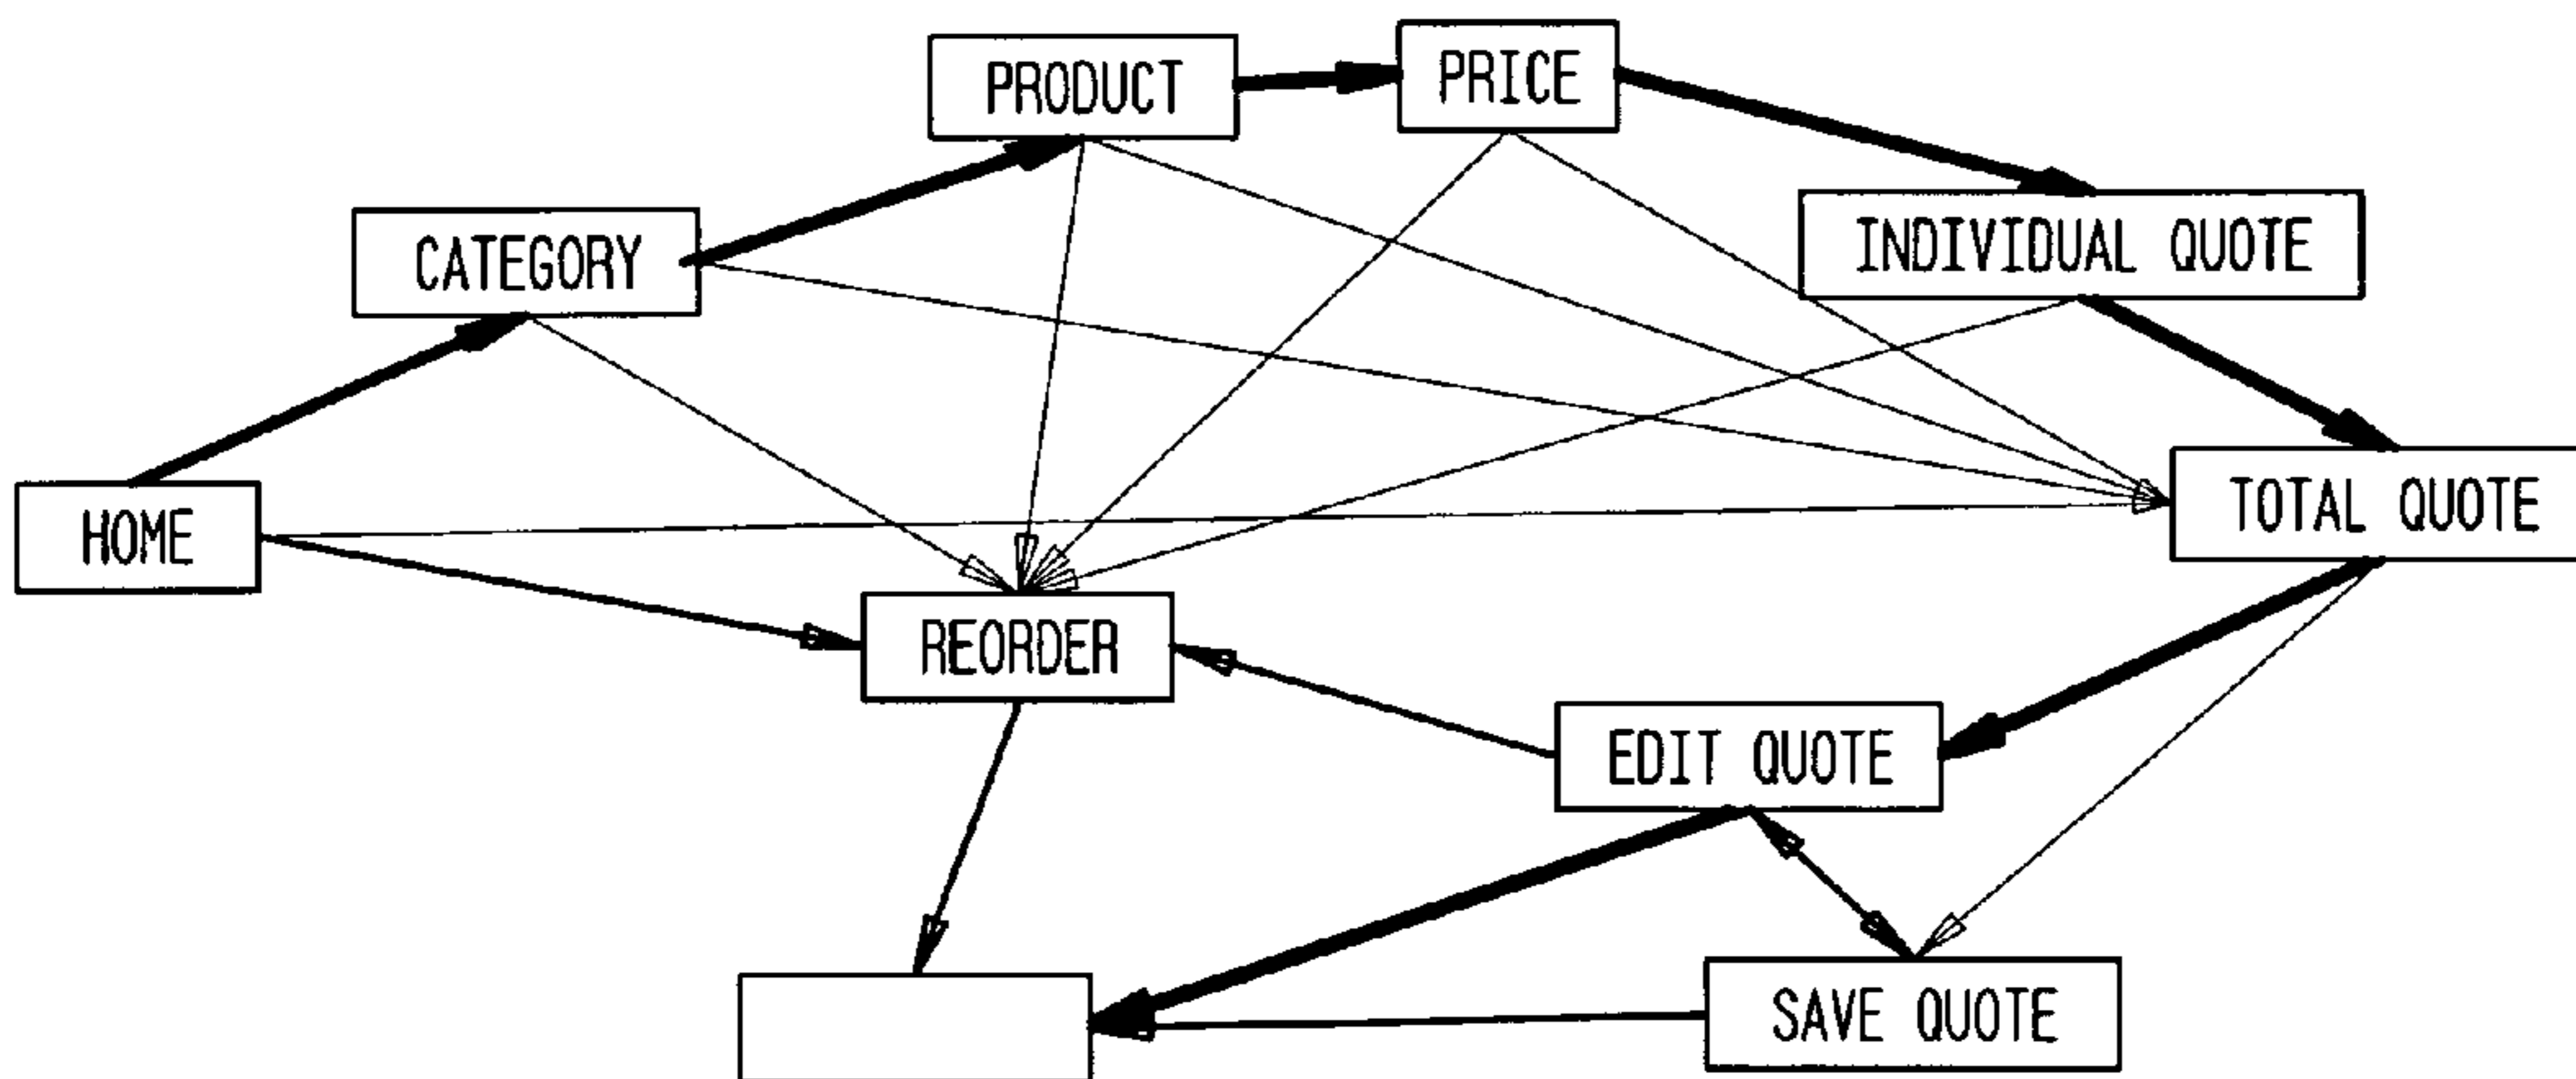 PRODUCT
PRICE
CATEGORY
INDIVIDUAL QUOTE
HOME
TOTAL QUOTE
REORDER
EDIT QUOTE
SAVE QUOTE